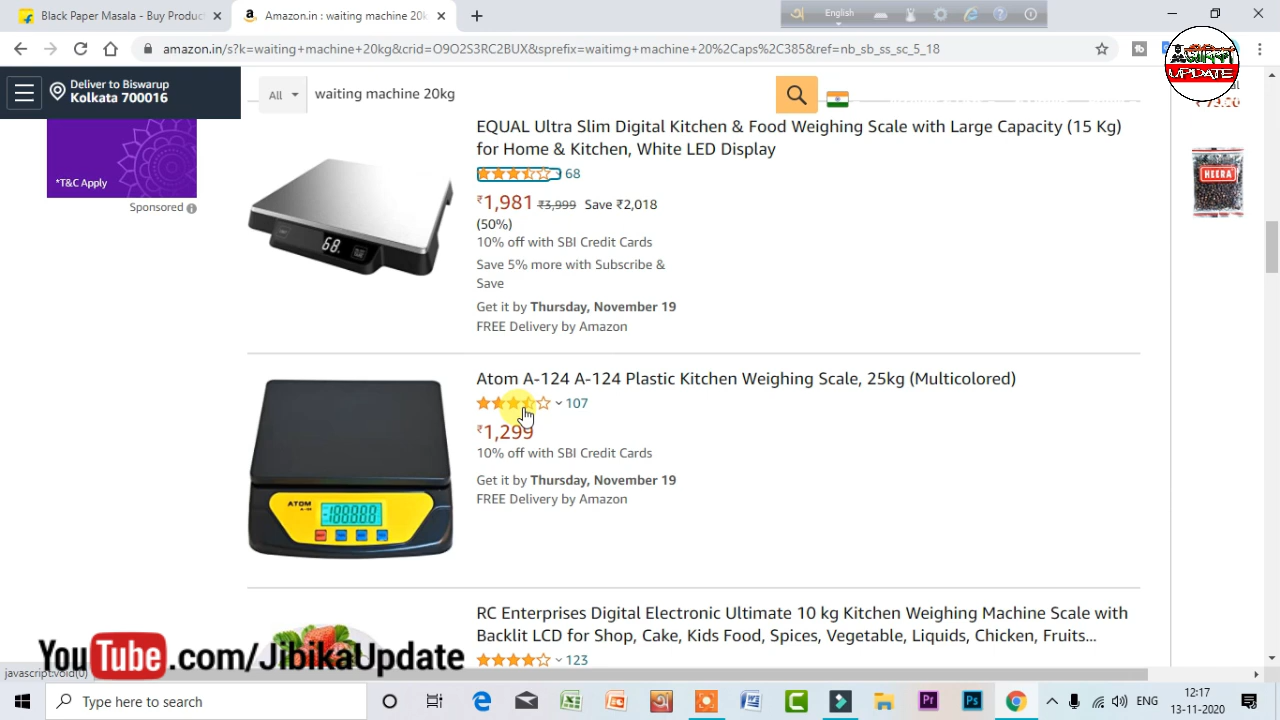 Black Paper Masala - Buy Product
Amazon.in : waiting machine 20k
English
amazon.in/s?k=waiting+machine+20kg&crid=O9O2S3RC2BUX&sprefix=waitimg+machine+20%2Caps%2C385&ref=nb_sb_ss_sc_5_18
UPDATE
Deliver to Biswarup
Kolkata 700016
All
waiting machine 20kg
EQUAL Ultra Slim Digital Kitchen & Food Weighing Scale with Large Capacity (15 Kg)
for Home & Kitchen, White LED Display
68
₹1,981 ₹3,999 Save ₹2,018
(50%)
10% off with SBI Credit Cards
Save 5% more with Subscribe &
Save
Get it by Thursday, November 19
FREE Delivery by Amazon
68.
*T&C Apply
Sponsored
HEERA
Atom A-124 A-124 Plastic Kitchen Weighing Scale, 25kg (Multicolored)
107
₹1,299
10% off with SBI Credit Cards
Get it by Thursday, November 19
FREE Delivery by Amazon
ATOM
-188888
RC Enterprises Digital Electronic Ultimate 10 kg Kitchen Weighing Machine Scale with
Backlit LCD for Shop, Cake, Kids Food, Spices, Vegetable, Liquids, Chicken, Fruits...
123
YouTube.com/JibikaUpdate
javascript:void(0)
Type here to search
ENG
12:17
13-11-2020